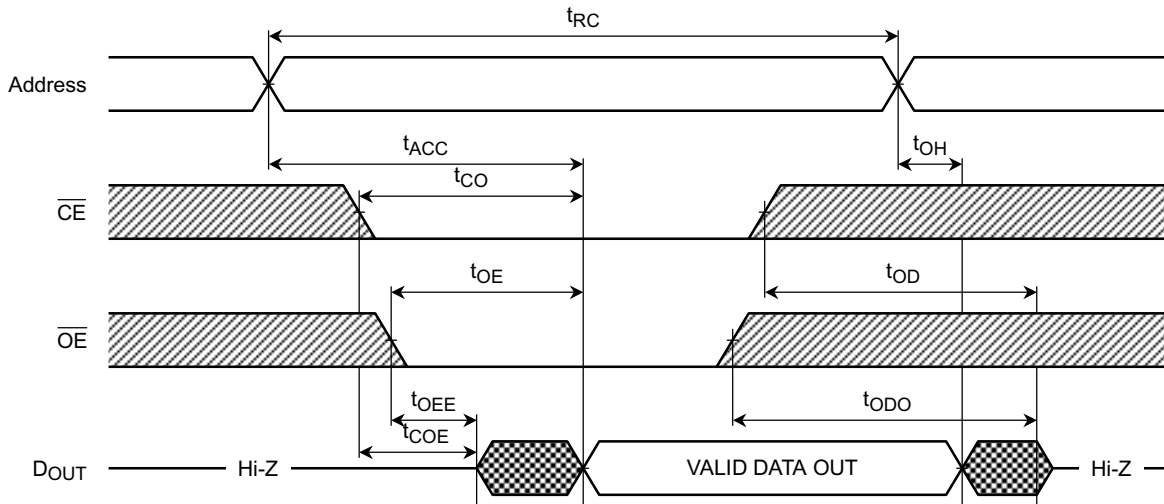 tRC
Address
tACC
tOH
tCO
CE
tOE
tOD
OE
tOEE
tODO
tCOE
DOUT
Hi-Z
VALID DATA OUT
Hi-Z